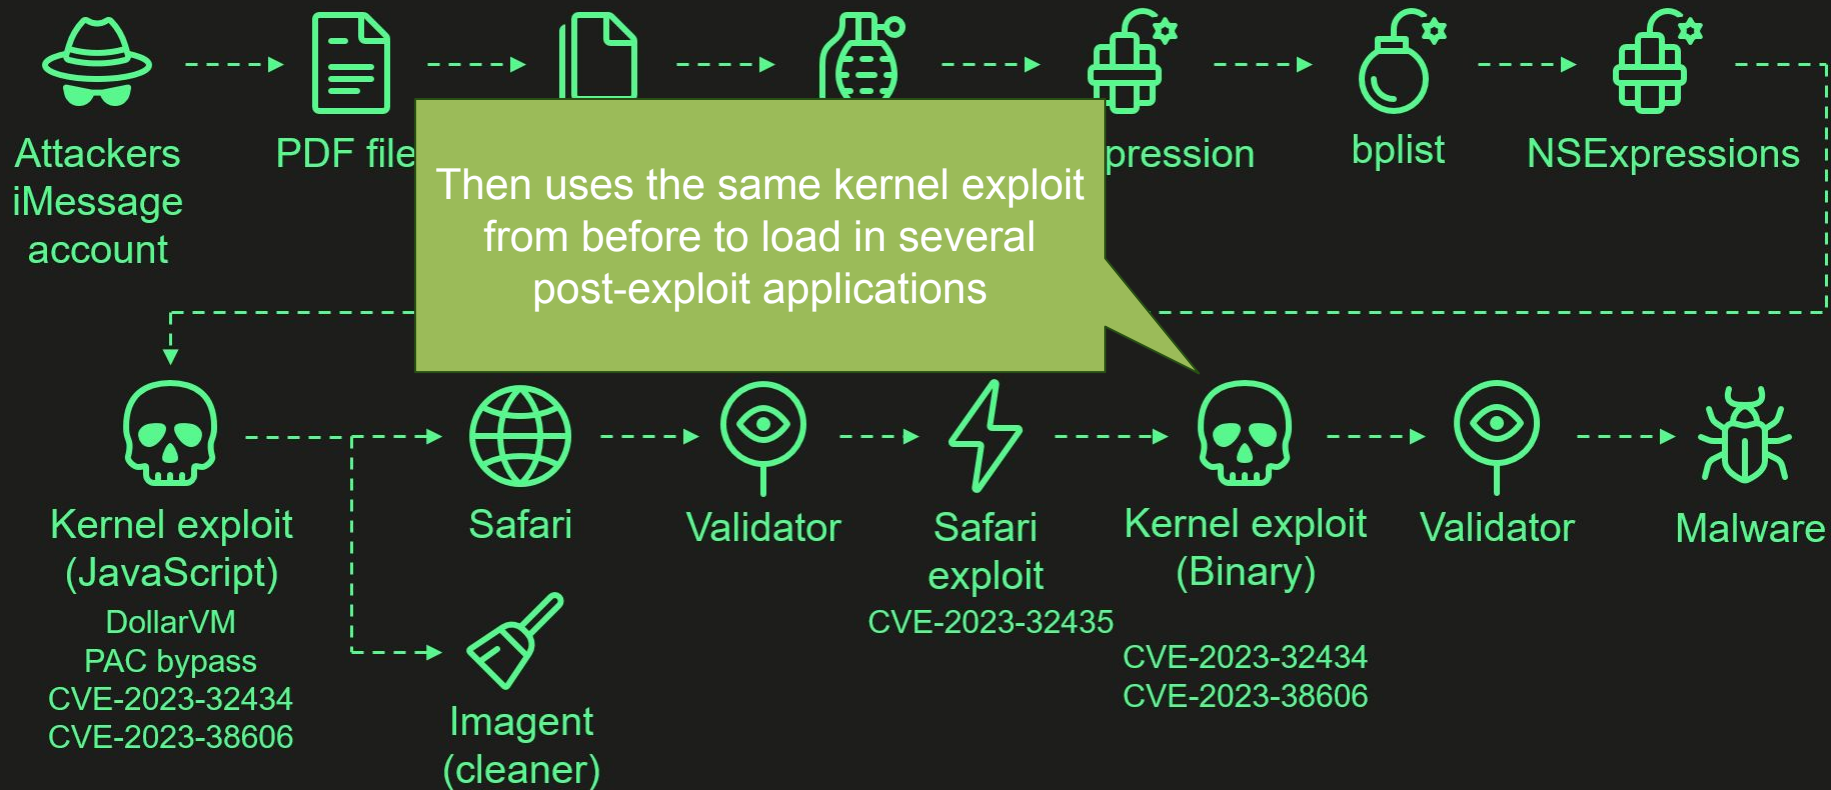 Attackers
iMessage
account
PDF file
pression
bplist
NSExpressions
Then uses the same kernel exploit
from before to load in several
post-exploit applications
Kernel exploit
(JavaScript)
DollarVM
PAC bypass
CVE-2023-32434
CVE-2023-38606
Safari
Imagent
(cleaner)
Validator
Safari
exploit
CVE-2023-32435
Kernel exploit
(Binary)
CVE-2023-32434
CVE-2023-38606
Validator
Malware